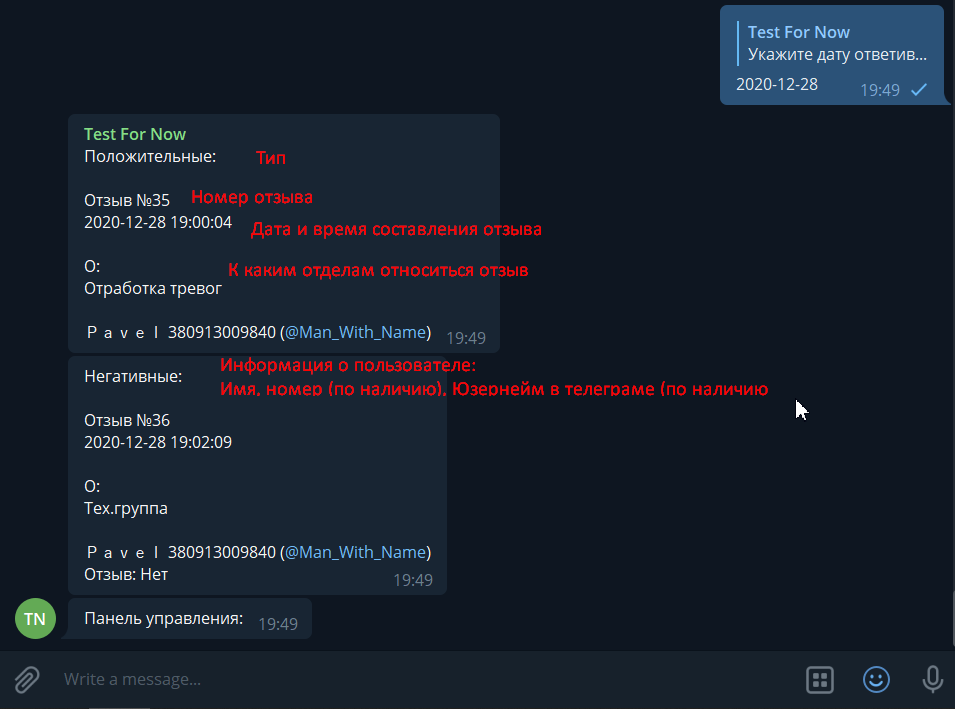 Test For Now
Укажите дату ответив...
2020-12-28 19:49
Test For Now
Положительные: Тип
Отзыв №35 Номер отзыва
2020-12-28 19:00:04 Дата и время составления отзыва
О: К каким отделам относиться отзыв
Отработка тревог
P a v e l 380913009840 (@Man_With_Name) 19:49
Информация о пользователе:
Негативные: Имя, номер (по наличию), Юзернейм в телеграме (по наличию
Отзыв №36
2020-12-28 19:02:09
О:
Тех.группа
P a v e l 380913009840 (@Man_With_Name)
Отзыв: Нет 19:49
TN Панель управления: 19:49
Write a message...